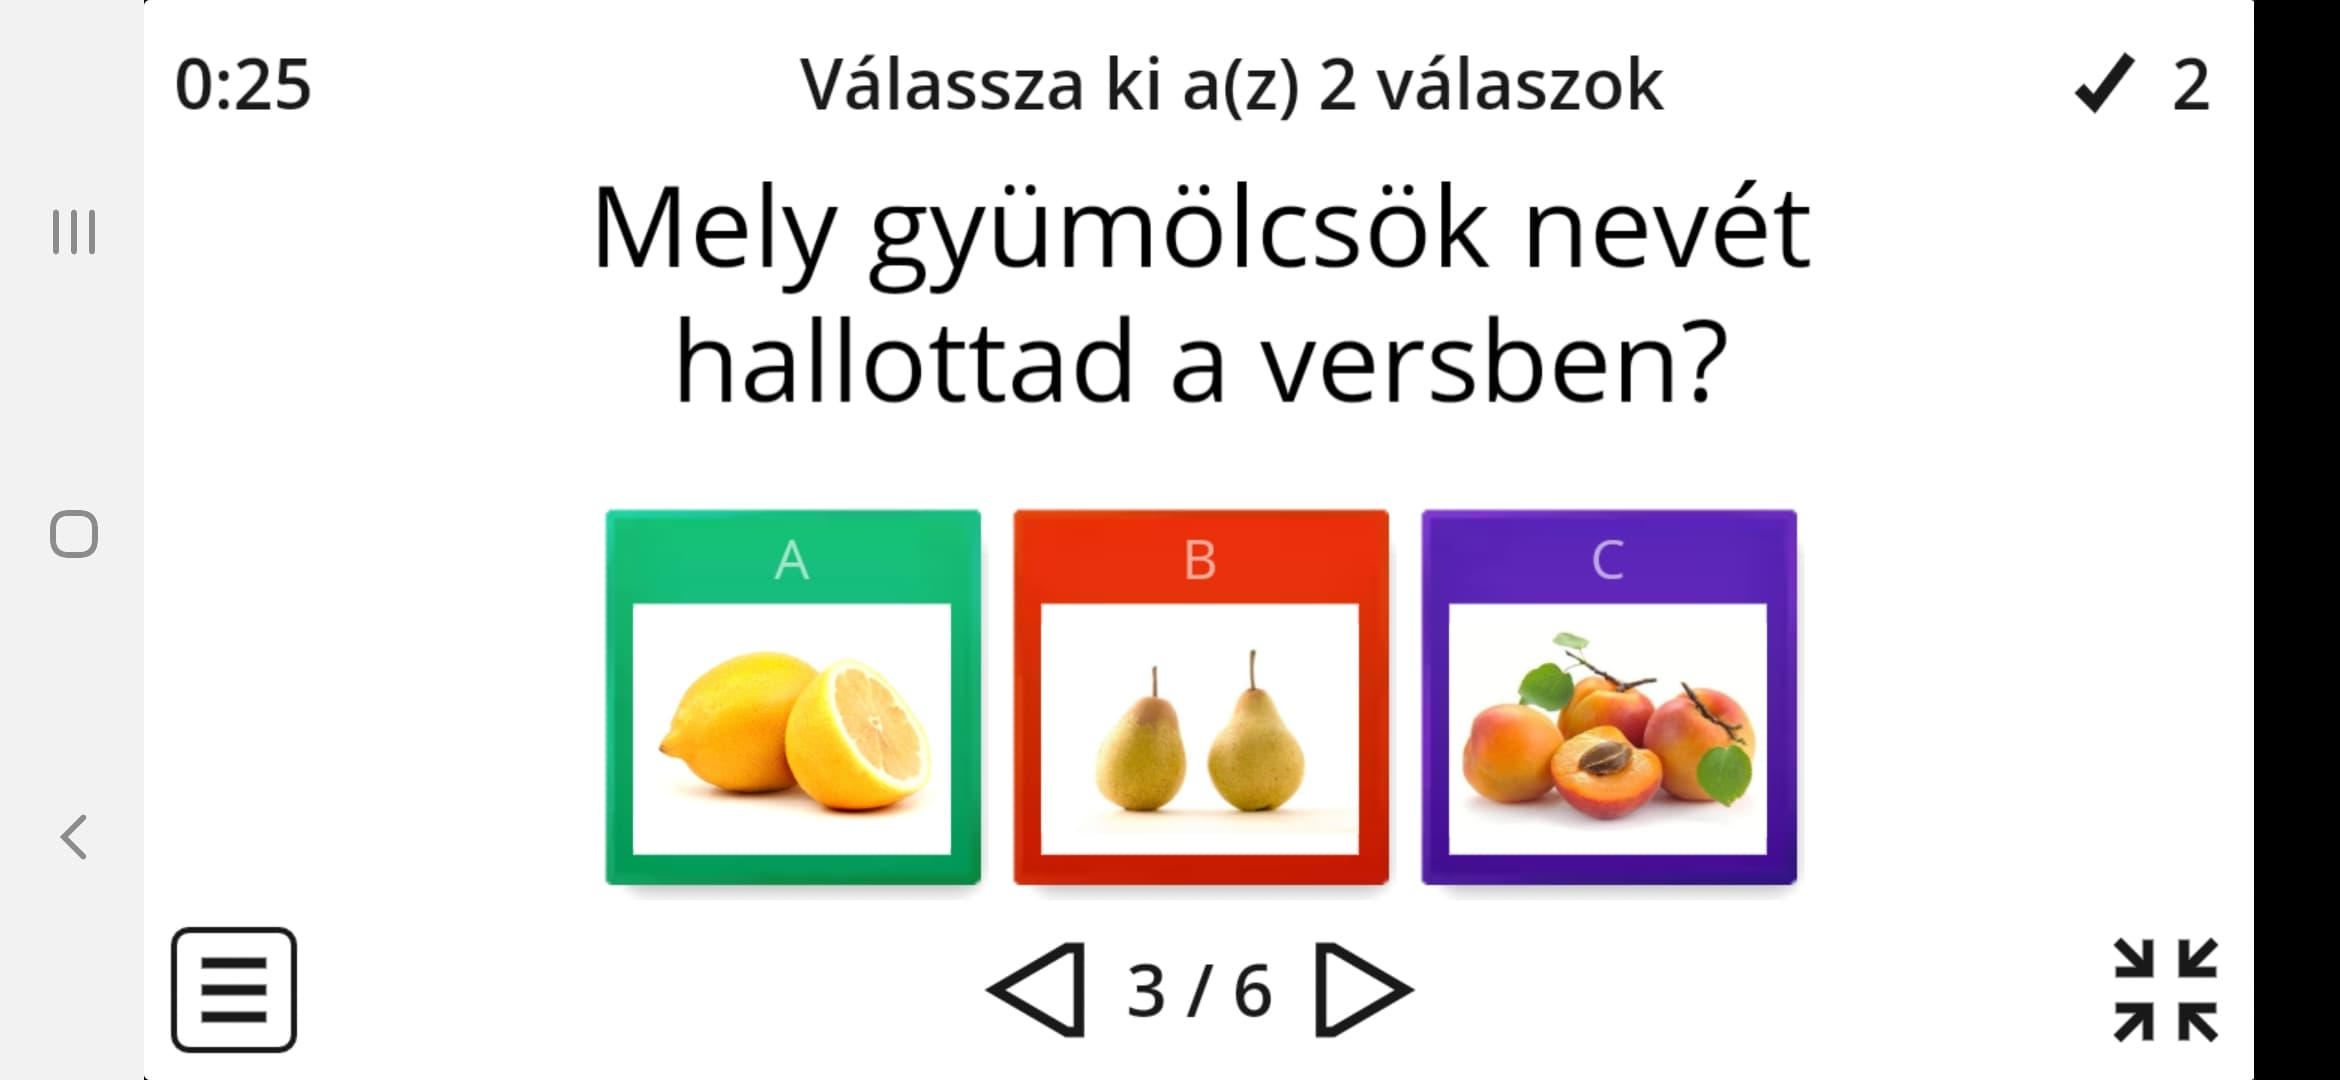 0:25
Válassza ki a(z) 2 válaszok
2
Mely gyümölcsök nevét
hallottad a versben?
A
B
C
3 / 6